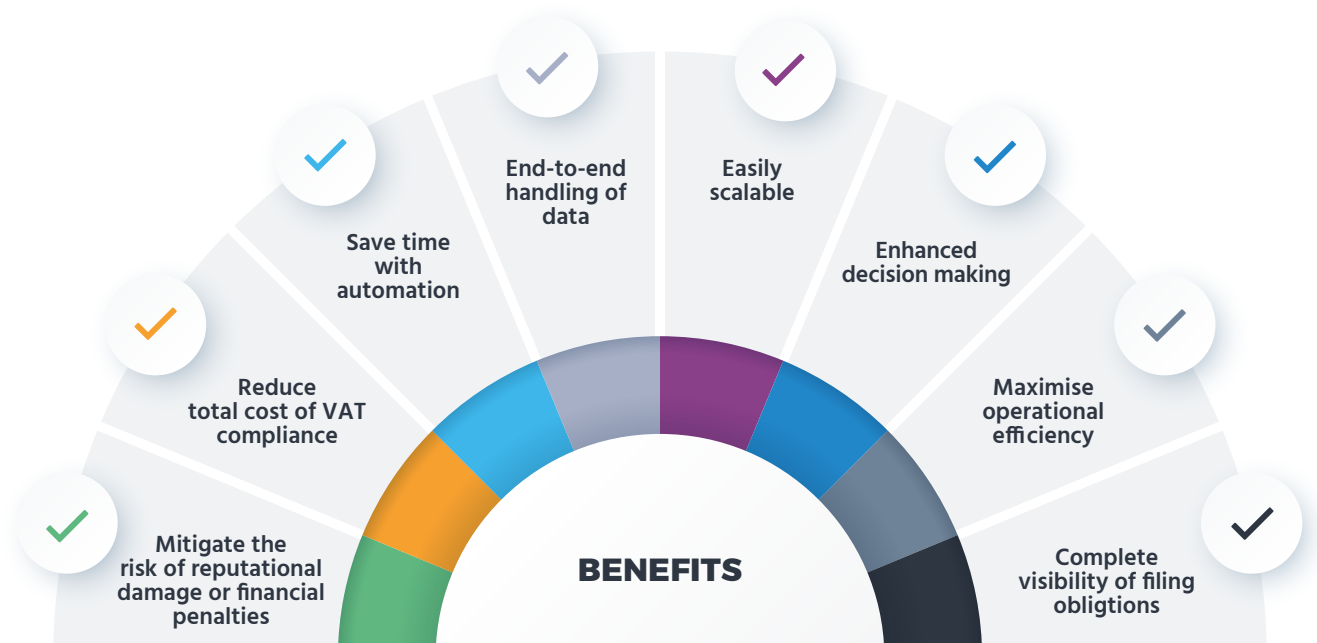 Mitigate the
risk of reputational
damage or financial
penalties
Reduce
total cost of VAT
compliance
Save time
with
automation
End-to-end
handling of
data
Easily
scalable
Enhanced
decision making
Maximise
operational
efficiency
Complete
visibility of filing
obligtions
BENEFITS